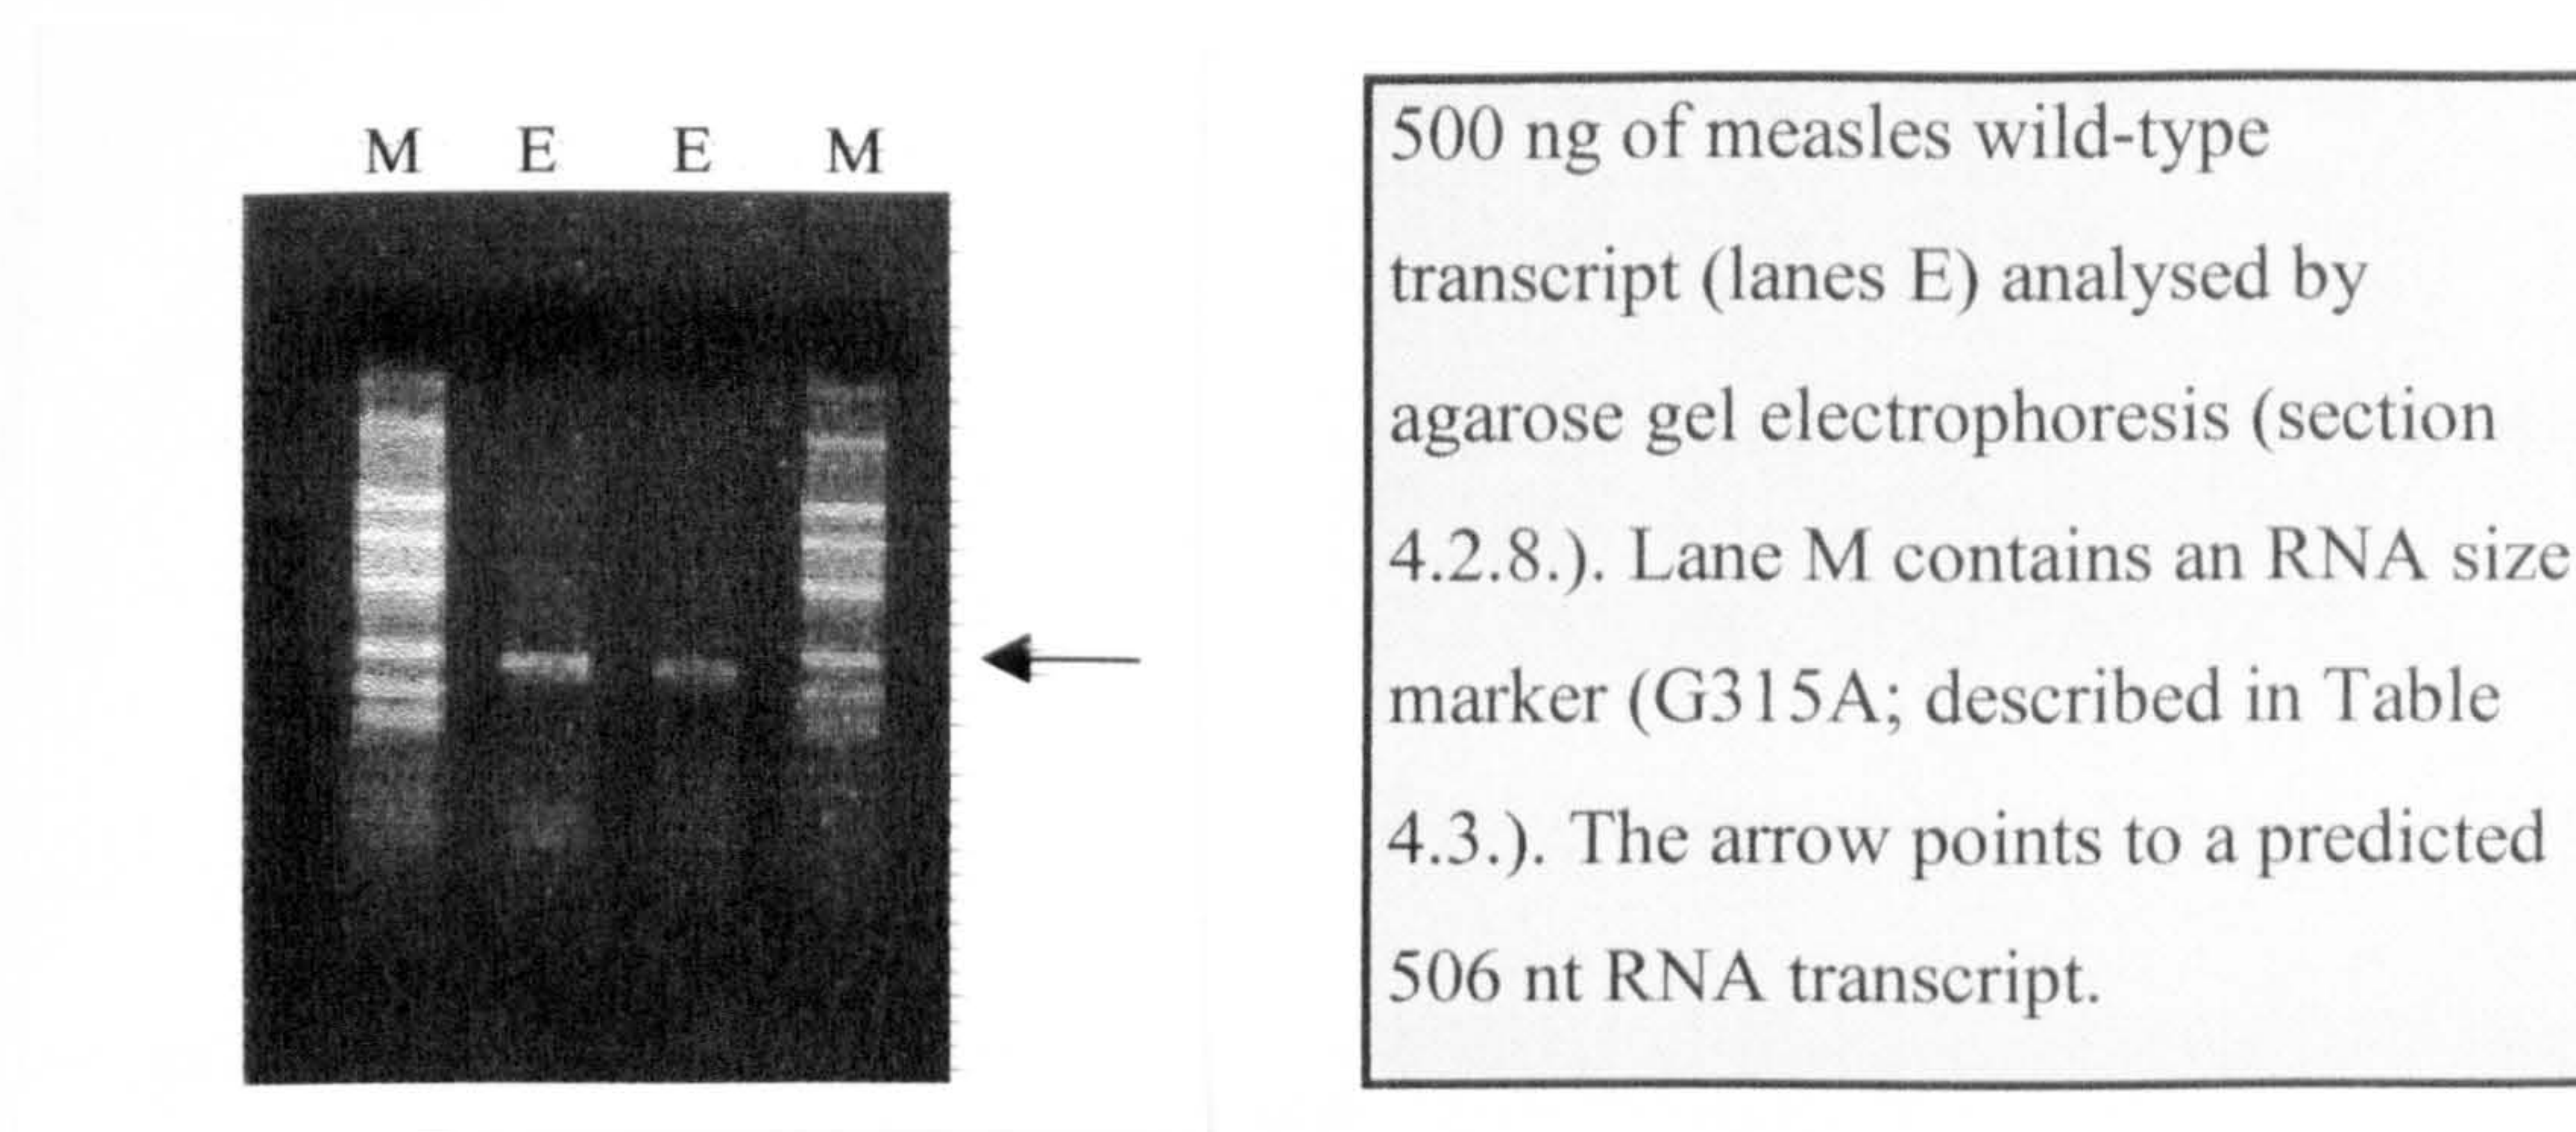 M E E M
500 ng of measles wild-type
transcript (lanes E) analysed by
agarose gel electrophoresis (section
4.2.8.). Lane M contains an RNA size
marker (G315A; described in Table
4.3.). The arrow points to a predicted
506 nt RNA transcript.